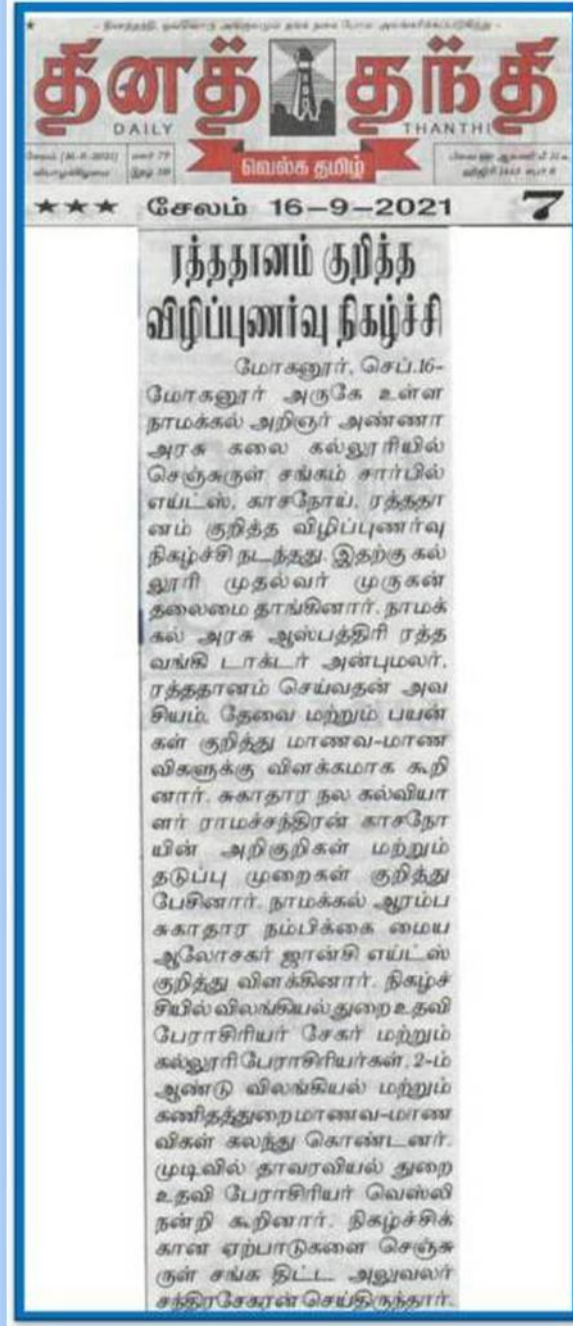 தினத் தந்தி
DAILY THANTHI
வெல்க தமிழ்
★★★ சேலம் 16-9-2021 7
ரத்ததானம் குறித்த
விழிப்புணர்வு நிகழ்ச்சி
மோகனூர், செப்.16-
மோகனூர் அருகே உள்ள
நாமக்கல் அறிஞர் அண்ணா
அரசு கலை கல்லூரியில்
செஞ்சுருள் சங்கம் சார்பில்
எய்ட்ஸ், காசநோய், ரத்ததா
னம் குறித்த விழிப்புணர்வு
நிகழ்ச்சி நடந்தது. இதற்கு கல்
லூரி முதல்வர் முருகன்
தலைமை தாங்கினார். நாமக்
கல் அரசு ஆஸ்பத்திரி ரத்த
வங்கி டாக்டர் அன்புமலர்,
ரத்ததானம் செய்வதன் அவ
சியம், தேவை மற்றும் பயன்
கள் குறித்து மாணவ-மாண
விகளுக்கு விளக்கமாக கூறி
னார். சுகாதார நல கல்வியா
ளர் ராமச்சந்திரன் காசநோ
யின் அறிகுறிகள் மற்றும்
தடுப்பு முறைகள் குறித்து
பேசினார். நாமக்கல் ஆரம்ப
சுகாதார நம்பிக்கை மைய
ஆலோசகர் ஜான்சி எய்ட்ஸ்
குறித்து விளக்கினார். நிகழ்ச்
சியில் விலங்கியல் துறை உதவி
பேராசிரியர் சேகர் மற்றும்
கல்லூரி பேராசிரியர்கள், 2-ம்
ஆண்டு விலங்கியல் மற்றும்
கணிதத்துறை மாணவ-மாண
விகள் கலந்து கொண்டனர்.
முடிவில் தாவரவியல் துறை
உதவி பேராசிரியர் வெஸ்லி
நன்றி கூறினார். நிகழ்ச்சிக்
கான ஏற்பாடுகளை செஞ்சு
ருள் சங்க திட்ட அலுவலர்
சந்திரசேகரன் செய்திருந்தார்.